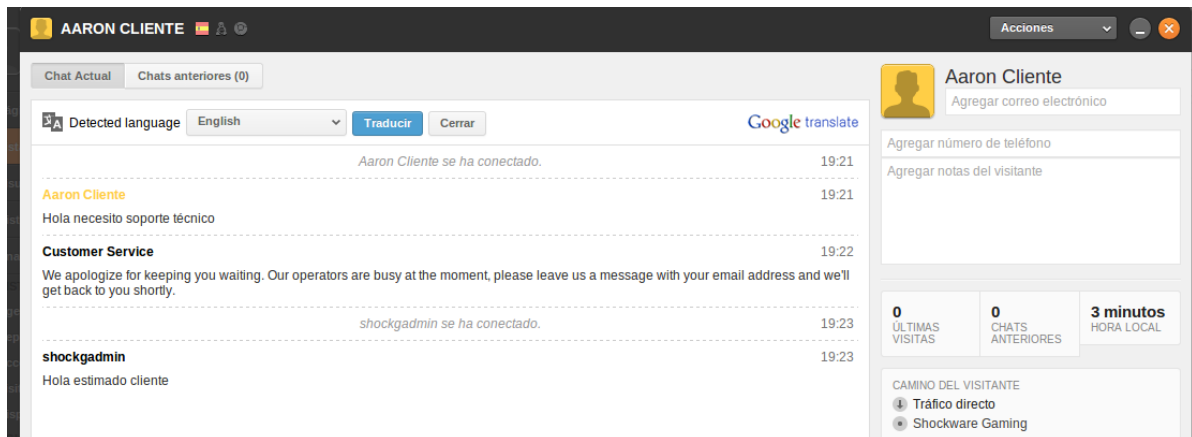 AARON CLIENTE
Acciones
Chat Actual
Chats anteriores (0)
Detected language
English
Traducir
Cerrar
Google translate
Aaron Cliente se ha conectado.
19:21
Aaron Cliente
19:21
Hola necesito soporte técnico
Customer Service
19:22
We apologize for keeping you waiting. Our operators are busy at the moment, please leave us a message with your email address and we'll
get back to you shortly.
shockgadmin se ha conectado.
19:23
shockgadmin
19:23
Hola estimado cliente
Aaron Cliente
Agregar correo electrónico
Agregar número de teléfono
Agregar notas del visitante
0
ÚLTIMAS
VISITAS
0
CHATS
ANTERIORES
3 minutos
HORA LOCAL
CAMINO DEL VISITANTE
Tráfico directo
Shockware Gaming